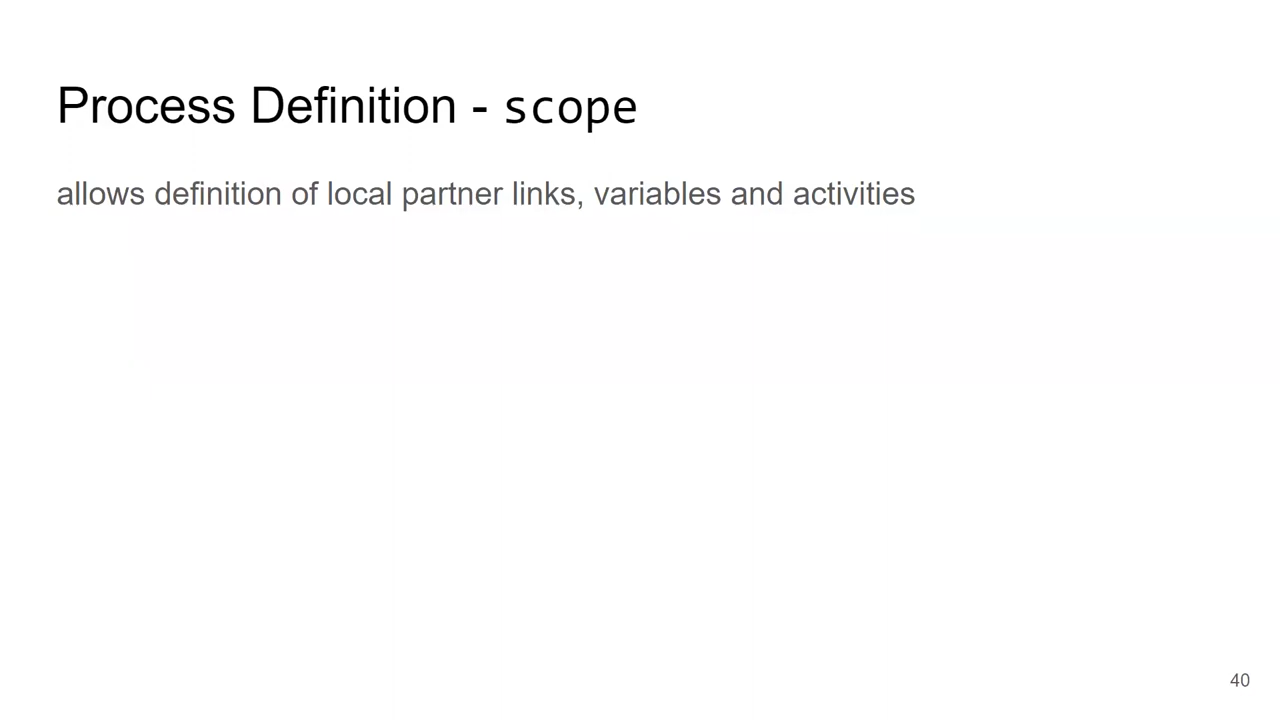 Process Definition - scope
allows definition of local partner links, variables and activities
40